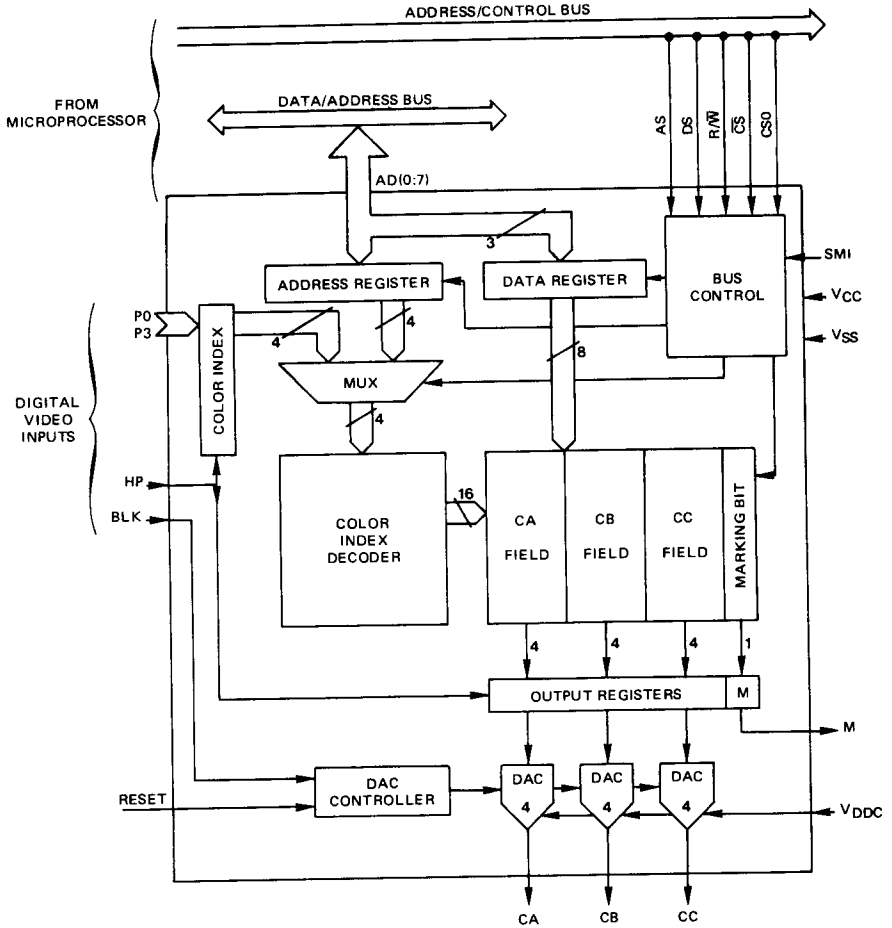 ADDRESS/CONTROL BUS
FROM
MICROPROCESSOR
DATA/ADDRESS BUS
AS
DS
R/W̅
C̅S̅
CS0
AD(0:7)
3
ADDRESS REGISTER
DATA REGISTER
BUS
CONTROL
SMI
VCC
VSS
P0
P3
COLOR INDEX
4
4
8
MUX
4
DIGITAL
VIDEO
INPUTS
HP
BLK
COLOR
INDEX
DECODER
16
CA
FIELD
CB
FIELD
CC
FIELD
MARKING BIT
4
4
4
1
OUTPUT REGISTERS
M
M
RESET
DAC
CONTROLLER
DAC
4
DAC
4
DAC
4
VDDC
CA
CB
CC